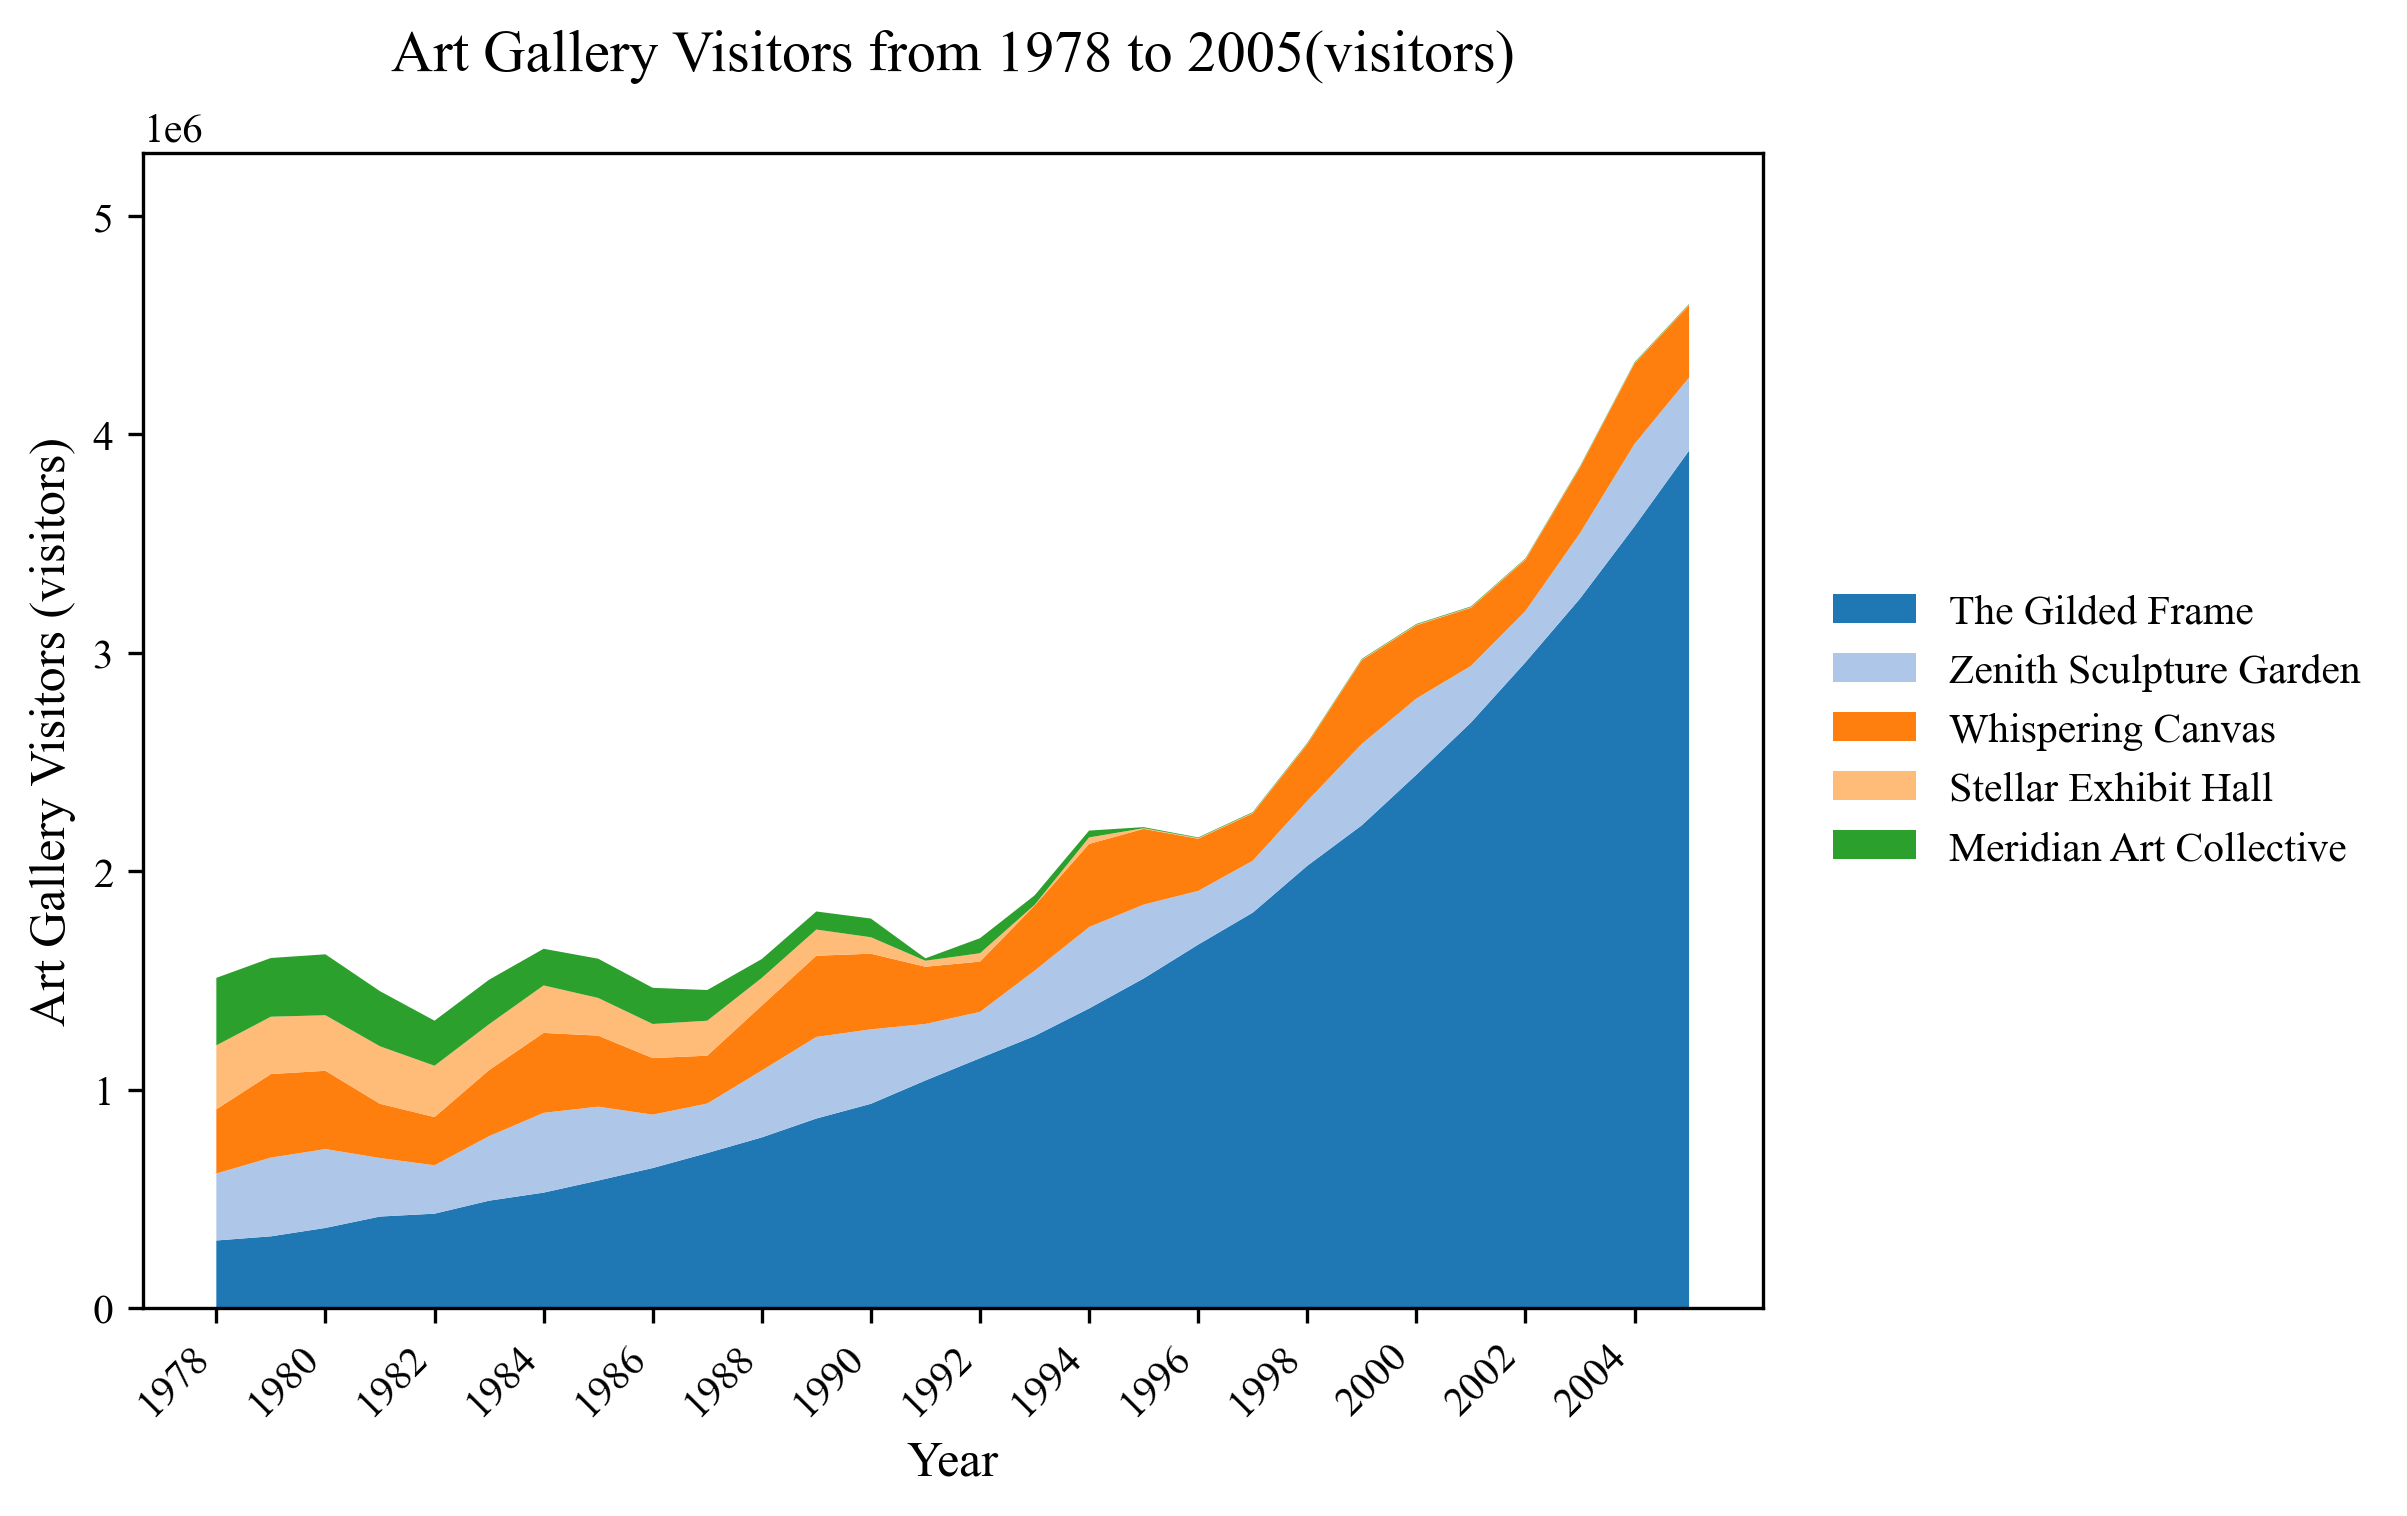 Art Gallery Visitors from 1978 to 2005(visitors)
1e6
5
4
3
2
1
0
Art Gallery Visitors (visitors)
1978
1980
1982
1984
1986
1988
1990
1992
1994
1996
1998
2000
2002
2004
Year
The Gilded Frame
Zenith Sculpture Garden
Whispering Canvas
Stellar Exhibit Hall
Meridian Art Collective